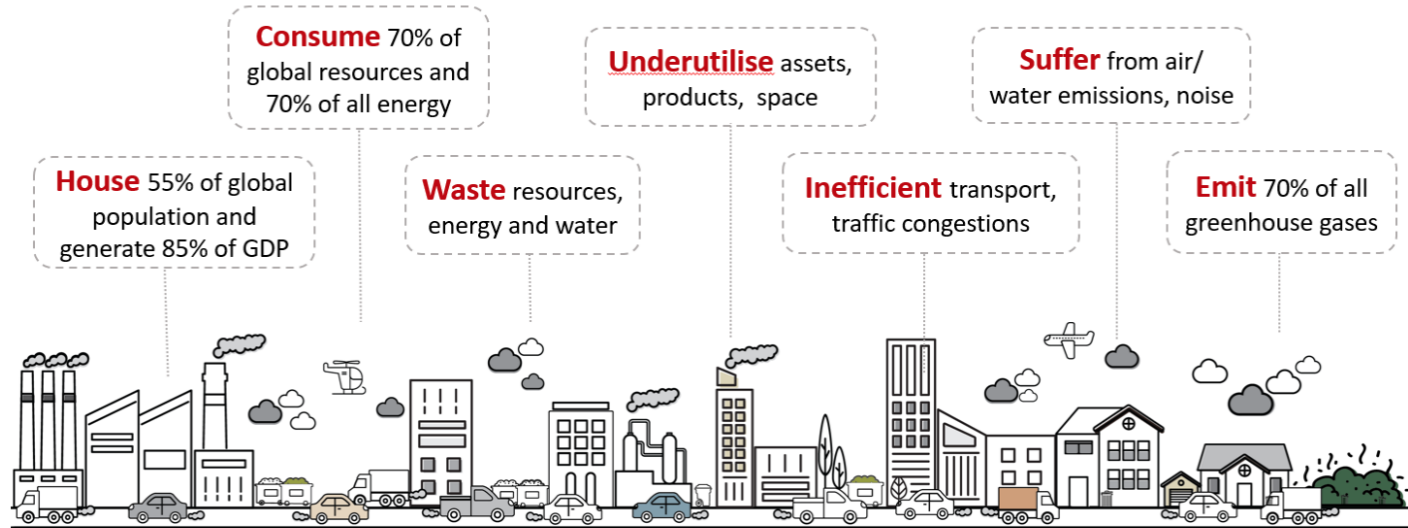 Consume 70% of
global resources and
70% of all energy
Underutilise assets,
products, space
Suffer from air/
water emissions, noise
House 55% of global
population and
generate 85% of GDP
Waste resources,
energy and water
Inefficient transport,
traffic congestions
Emit 70% of all
greenhouse gases